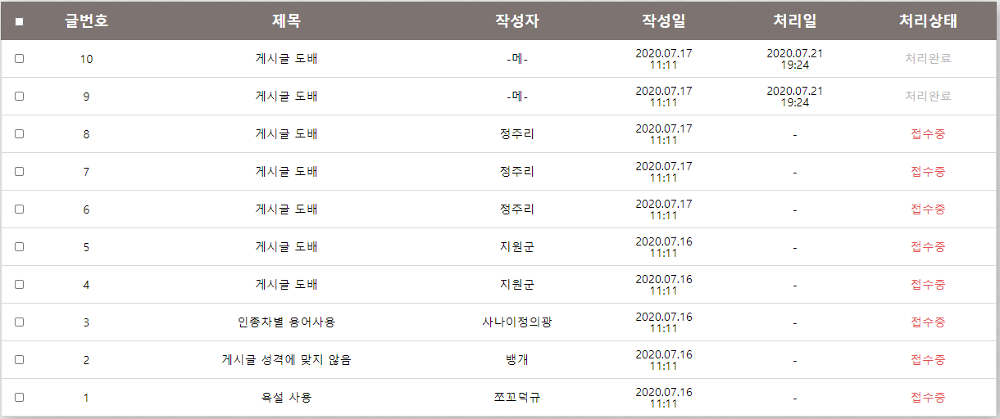 글번호 제목 작성자 작성일 처리일 처리상태
10 게시글 도배 -메- 2020.07.17 11:11 2020.07.21 19:24 처리완료
9 게시글 도배 -메- 2020.07.17 11:11 2020.07.21 19:24 처리완료
8 게시글 도배 정주리 2020.07.17 11:11 - 접수중
7 게시글 도배 정주리 2020.07.17 11:11 - 접수중
6 게시글 도배 정주리 2020.07.17 11:11 - 접수중
5 게시글 도배 지원군 2020.07.16 11:11 - 접수중
4 게시글 도배 지원군 2020.07.16 11:11 - 접수중
3 인종차별 용어사용 사나이정의광 2020.07.16 11:11 - 접수중
2 게시글 성격에 맞지 않음 뱅개 2020.07.16 11:11 - 접수중
1 욕설 사용 쪼꼬덕규 2020.07.16 11:11 - 접수중